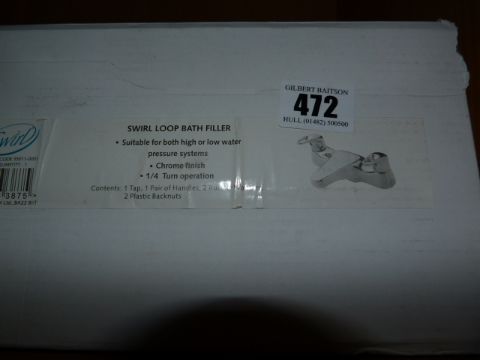 GILBERT BAITSON
472
HULL (01482) 500500
Swirl
SWIRL LOOP BATH FILLER
• Suitable for both high or low water
pressure systems
• Chrome finish
• 1/4 Turn operation
Contents: 1 Tap, 1 Pair of Handles, 2
2 Plastic Backnuts